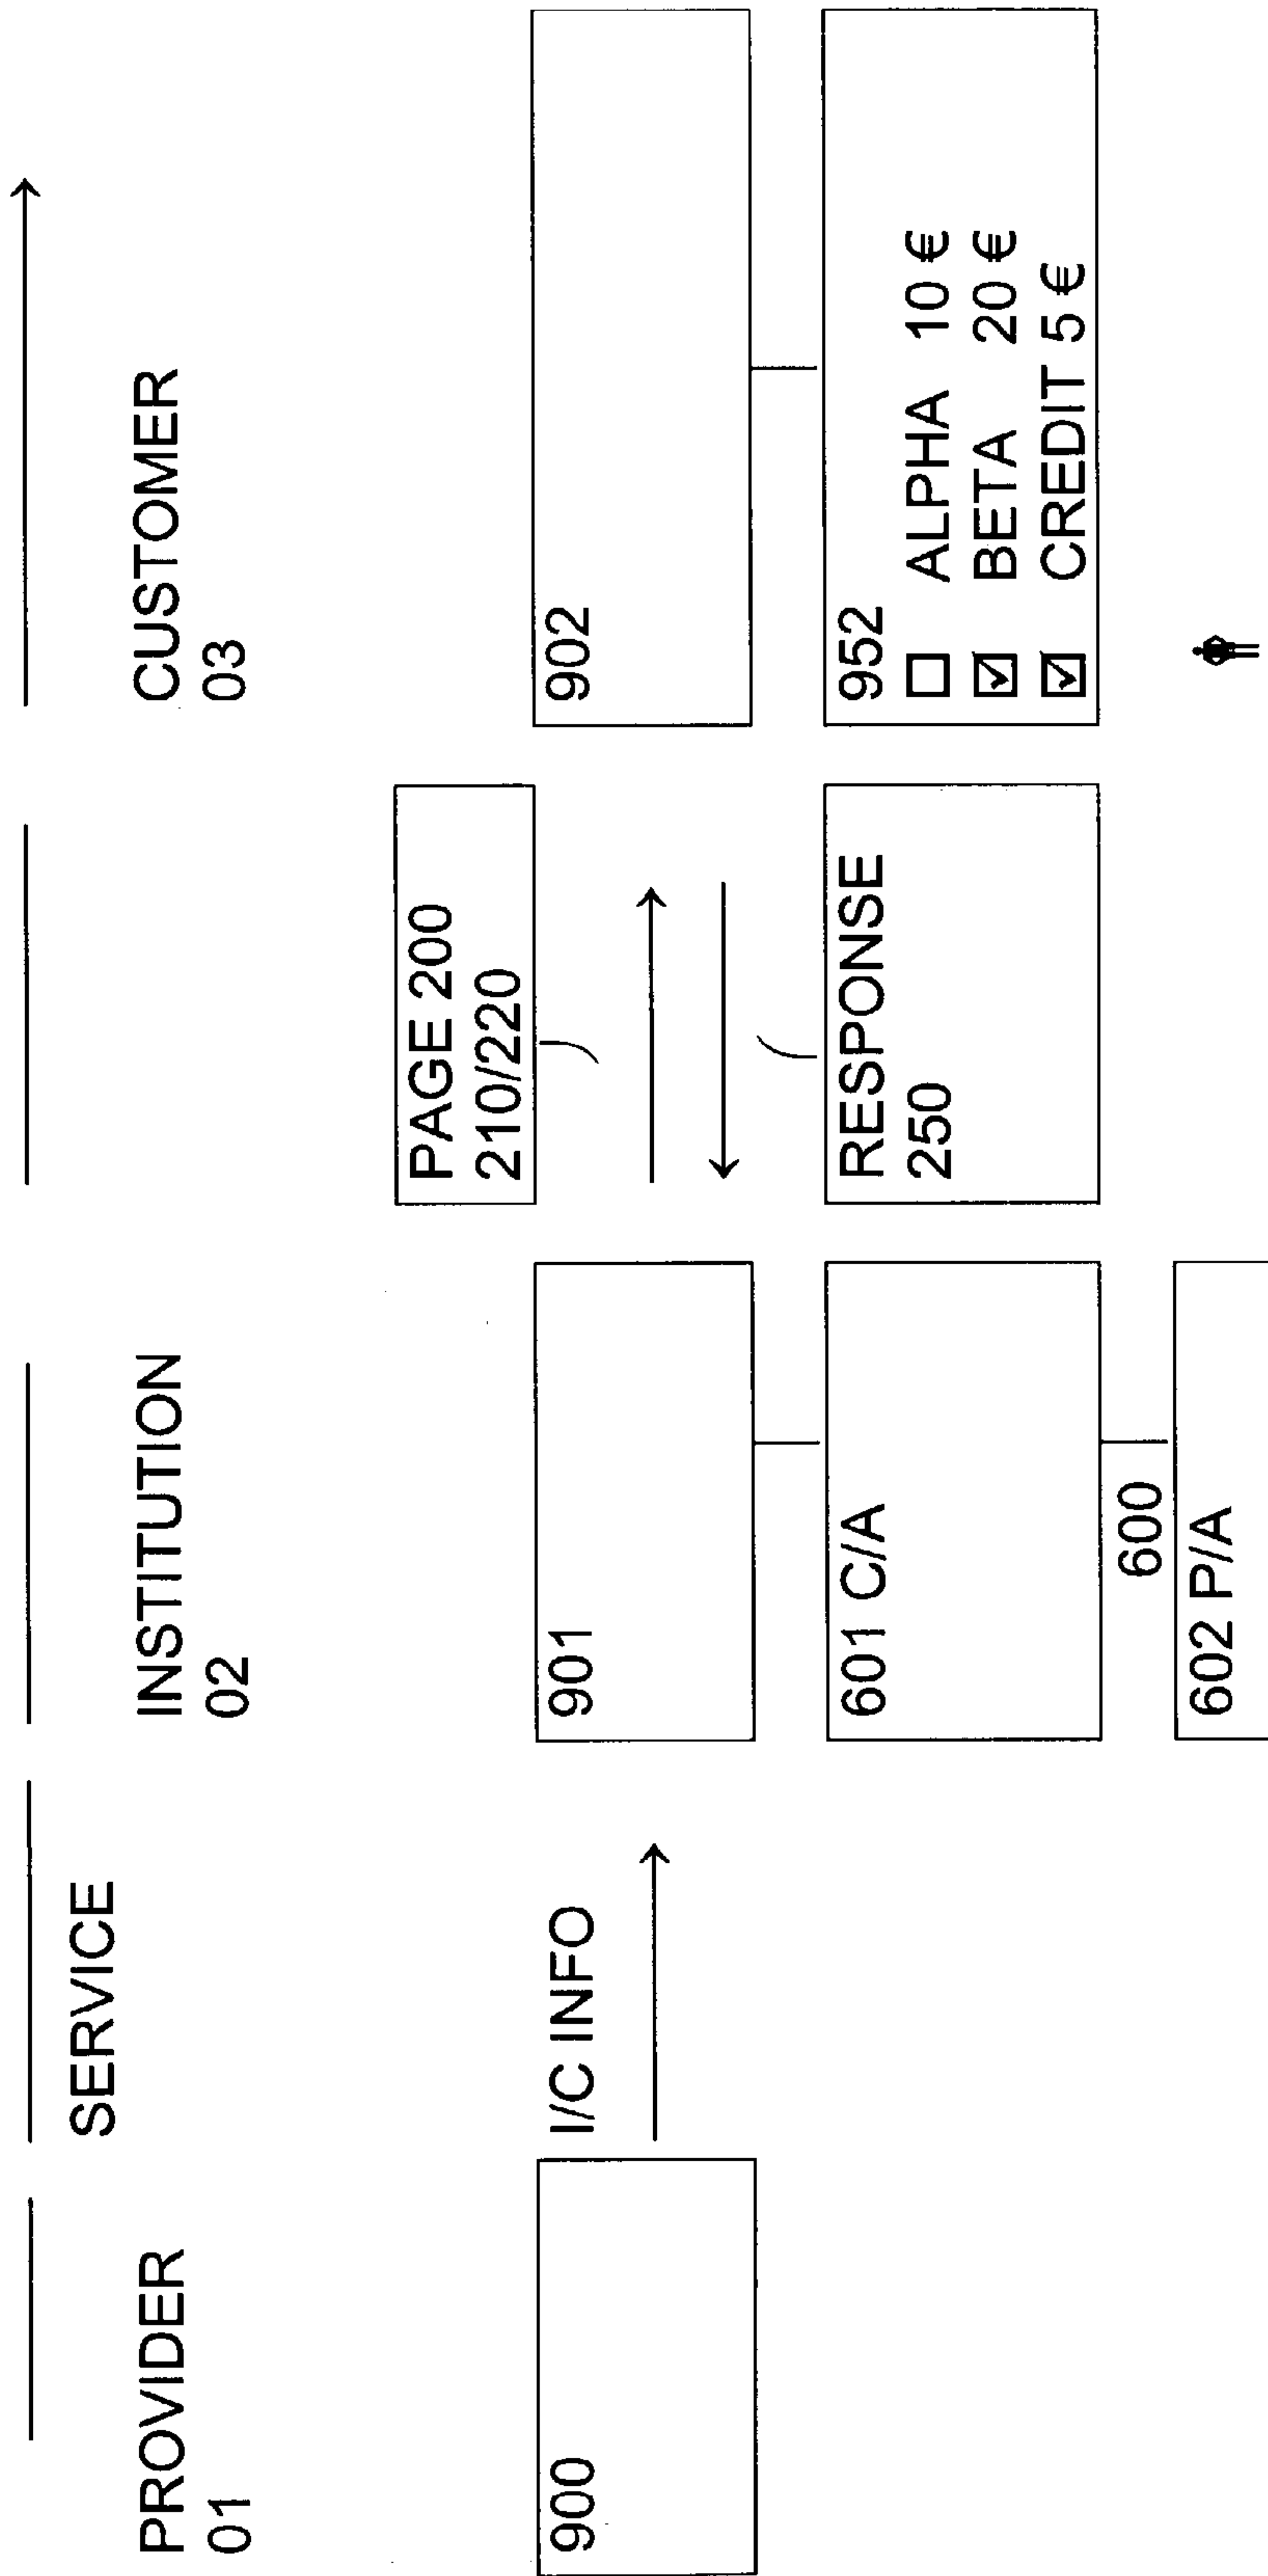 SERVICE
PROVIDER
01
INSTITUTION
02
CUSTOMER
03
PAGE 200
210/220
900
I/C INFO
901
902
601 C/A
RESPONSE
250
952
☐ ALPHA 10 €
☑ BETA 20 €
☑ CREDIT 5 €
600
602 P/A